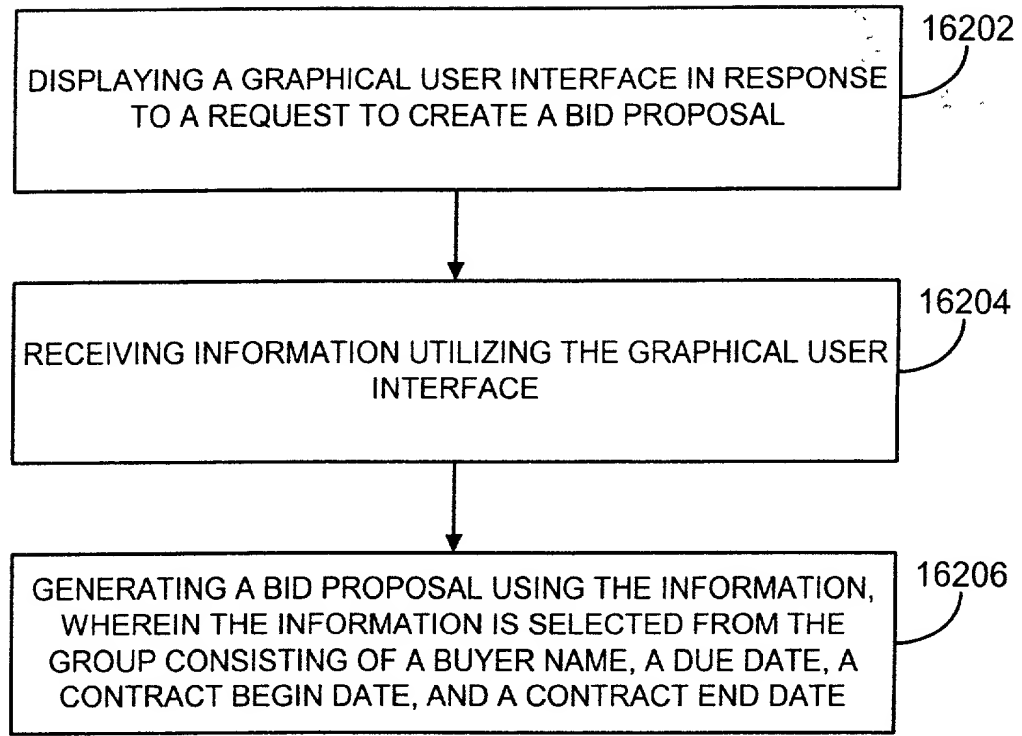 16202
DISPLAYING A GRAPHICAL USER INTERFACE IN RESPONSE
TO A REQUEST TO CREATE A BID PROPOSAL
16204
RECEIVING INFORMATION UTILIZING THE GRAPHICAL USER
INTERFACE
16206
GENERATING A BID PROPOSAL USING THE INFORMATION,
WHEREIN THE INFORMATION IS SELECTED FROM THE
GROUP CONSISTING OF A BUYER NAME, A DUE DATE, A
CONTRACT BEGIN DATE, AND A CONTRACT END DATE